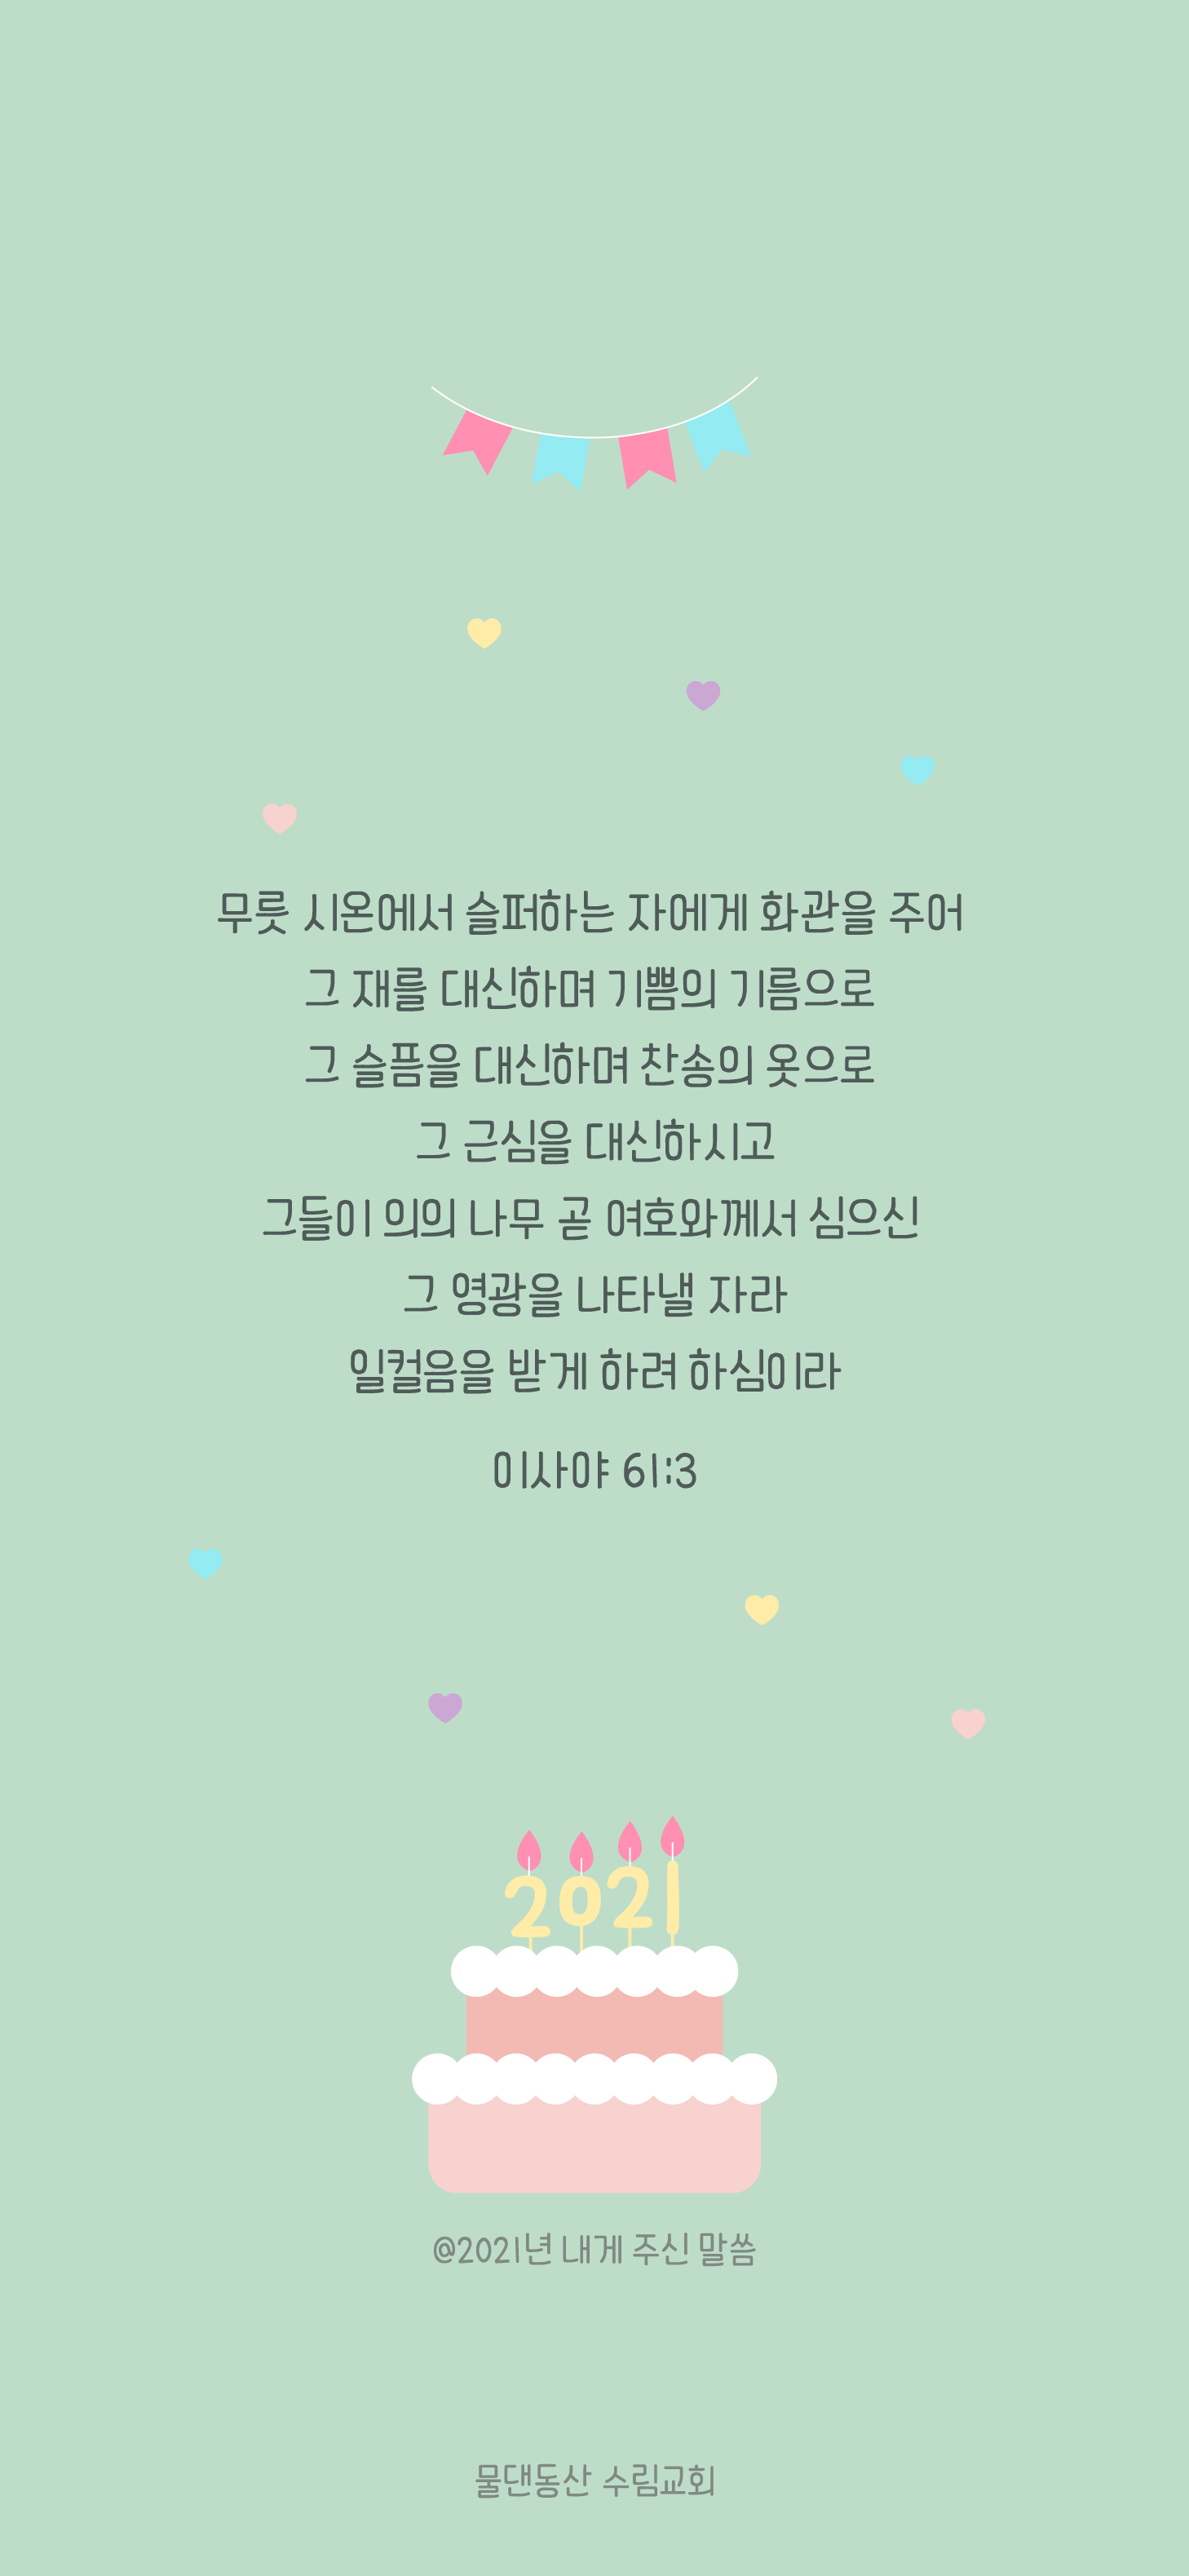 무릇 시온에서 슬퍼하는 자에게 화관을 주어
그 재를 대신하며 기쁨의 기름으로
그 슬픔을 대신하며 찬송의 옷으로
그 근심을 대신하시고
그들이 의의 나무 곧 여호와께서 심으신
그 영광을 나타낼 자라
일컬음을 받게 하려 하심이라
이사야 61:3
2021
@2021년 내게 주신 말씀
물댄동산 수림교회